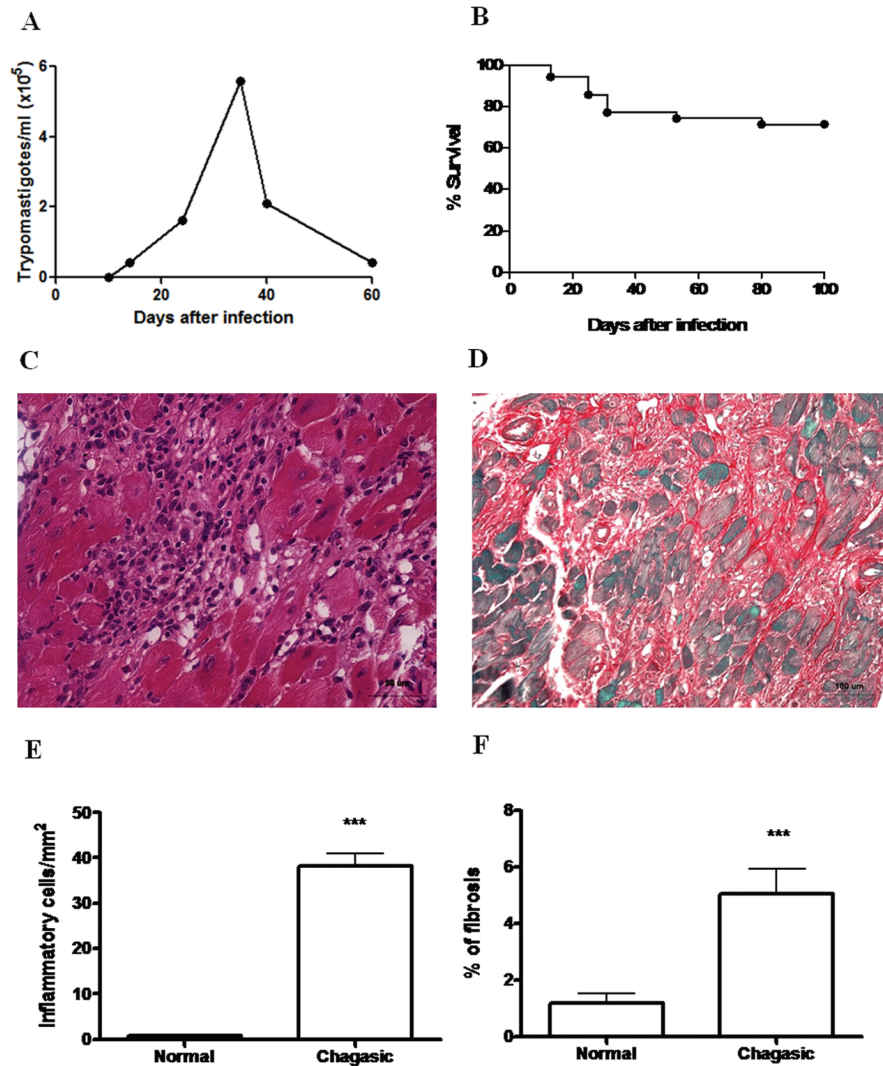 A
Trypomastigotes/ml (x10⁵)
6
4
2
0
0 20 40 60
Days after infection
B
% Survival
100
80
60
40
20
0
0 20 40 60 80 100
Days after infection
C
50 um
D
100 um
E
Inflammatory cells/mm²
50
40
30
20
10
0
***
Normal Chagasic
F
% of fibrosis
8
6
4
2
0
***
Normal Chagasic